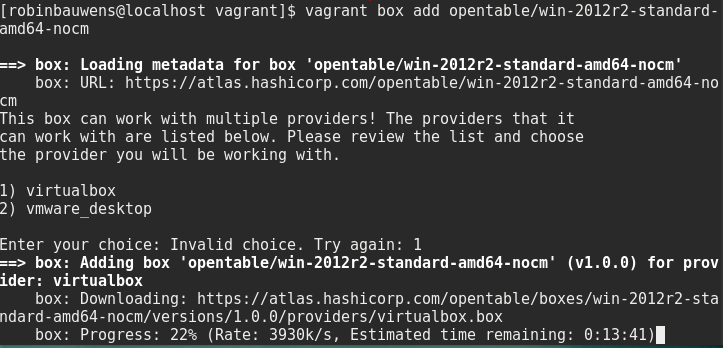 [robinbauwens@localhost vagrant]$ vagrant box add opentable/win-2012r2-standard-
amd64-nocm
==> box: Loading metadata for box 'opentable/win-2012r2-standard-amd64-nocm'
box: URL: https://atlas.hashicorp.com/opentable/win-2012r2-standard-amd64-no
cm
This box can work with multiple providers! The providers that it
can work with are listed below. Please review the list and choose
the provider you will be working with.
1) virtualbox
2) vmware_desktop
Enter your choice: Invalid choice. Try again: 1
==> box: Adding box 'opentable/win-2012r2-standard-amd64-nocm' (v1.0.0) for prov
ider: virtualbox
box: Downloading: https://atlas.hashicorp.com/opentable/boxes/win-2012r2-sta
ndard-amd64-nocm/versions/1.0.0/providers/virtualbox.box
box: Progress: 22% (Rate: 3930k/s, Estimated time remaining: 0:13:41)